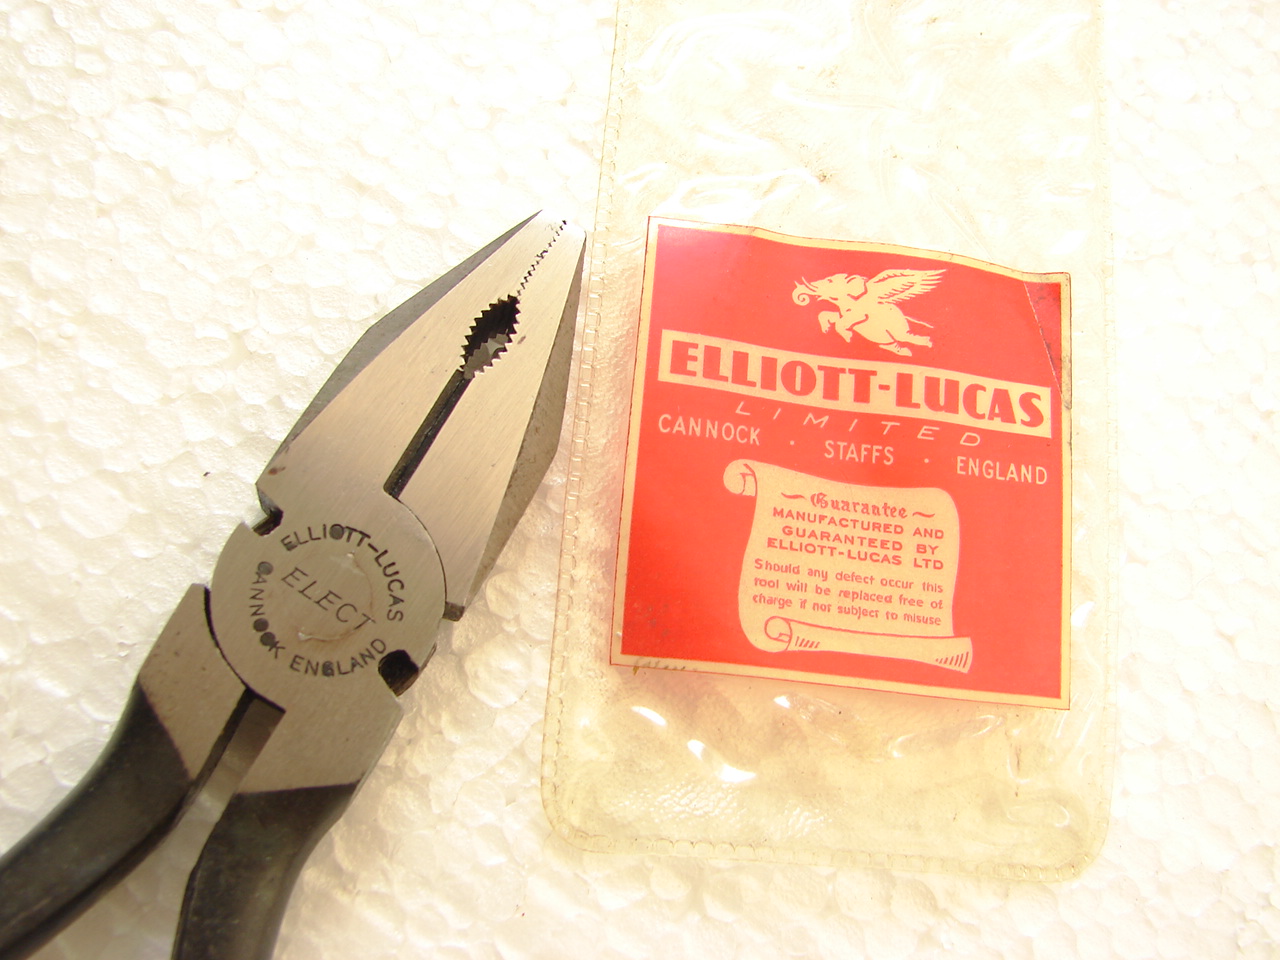 ELLIOTT-LUCAS
ELECT
CANNOCK ENGLAND
ELLIOTT-LUCAS
LIMITED
CANNOCK · STAFFS · ENGLAND
Guarantee
MANUFACTURED AND
GUARANTEED BY
ELLIOTT-LUCAS LTD
Should any defect occur this
tool will be replaced free of
charge if not subject to misuse